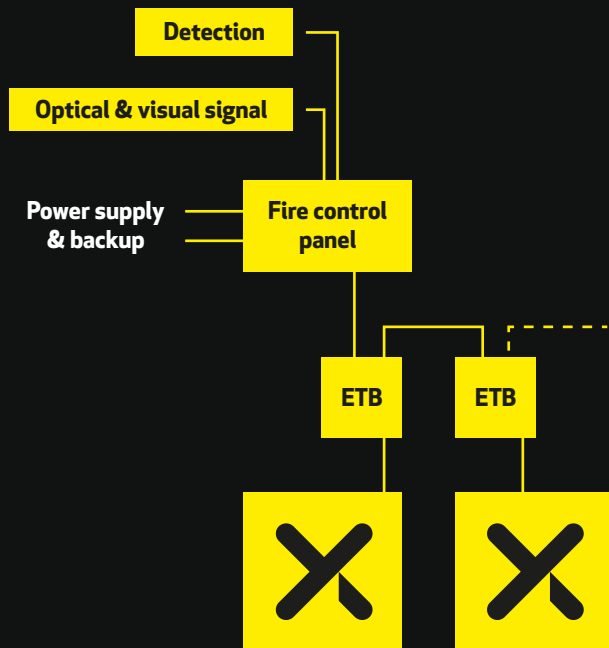 Detection
Optical & visual signal
Power supply
& backup
Fire control
panel
ETB
ETB